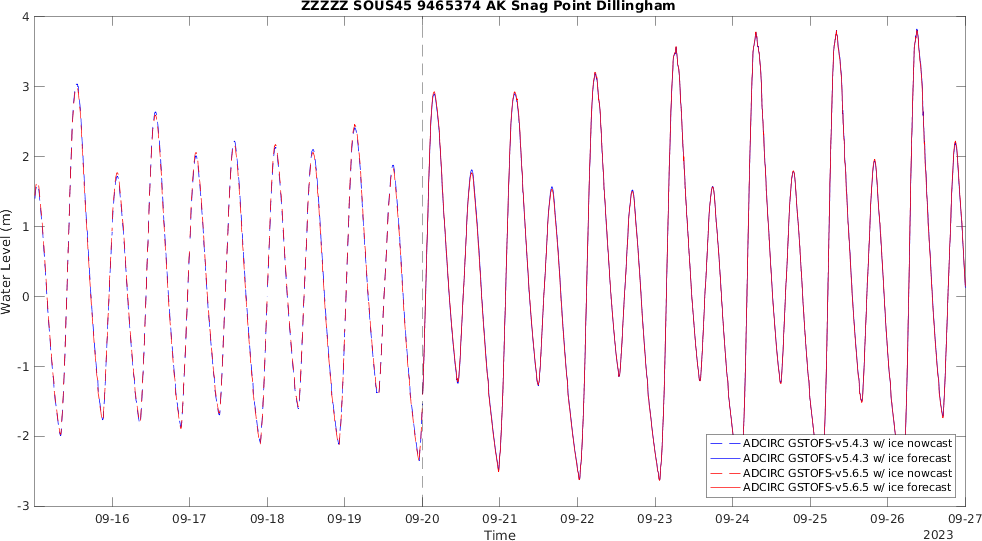 ZZZZZ SOUS45 9465374 AK Snag Point Dillingham
4
3
2
1
0
-1
-2
-3
Water Level (m)
ADCIRC GSTOFS-v5.4.3 w/ ice nowcast
ADCIRC GSTOFS-v5.4.3 w/ ice forecast
ADCIRC GSTOFS-v5.6.5 w/ ice nowcast
ADCIRC GSTOFS-v5.6.5 w/ ice forecast
09-16 09-17 09-18 09-19 09-20 09-21 09-22 09-23 09-24 09-25 09-26 09-27
Time
2023